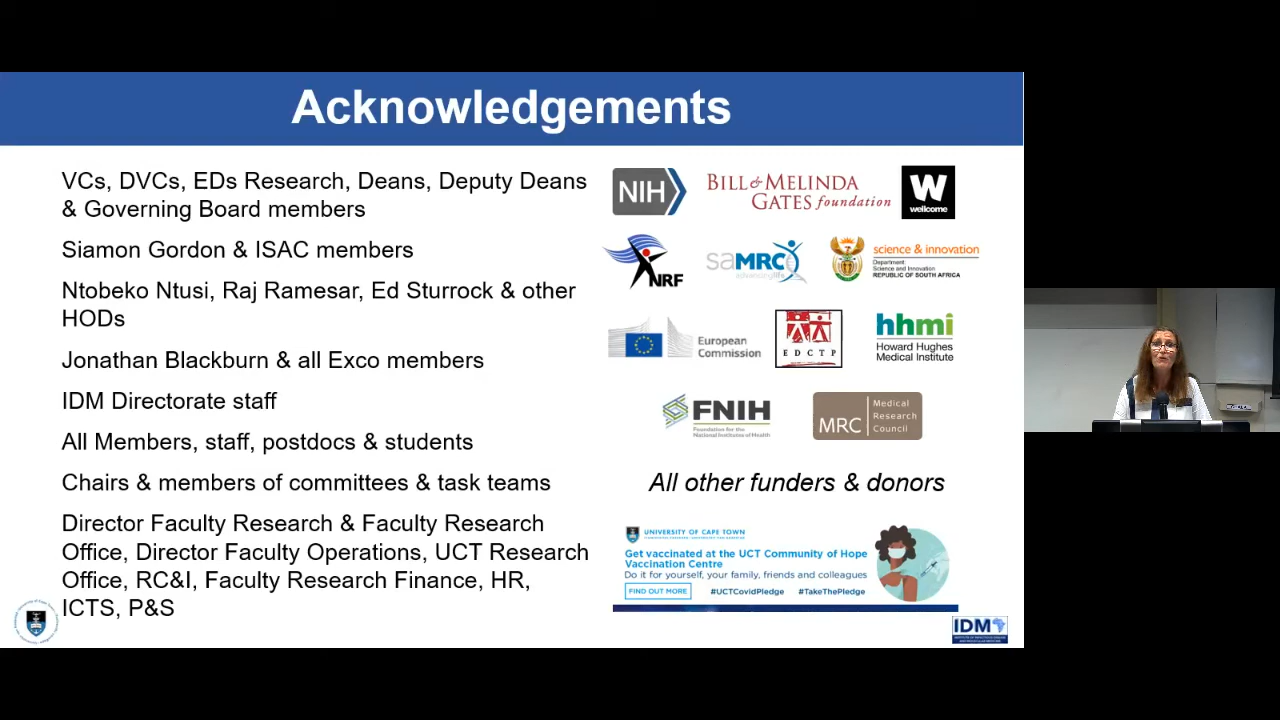 Acknowledgements
VCs, DVCs, EDs Research, Deans, Deputy Deans
& Governing Board members
Siamon Gordon & ISAC members
Ntobeko Ntusi, Raj Ramesar, Ed Sturrock & other
HODs
Jonathan Blackburn & all Exco members
IDM Directorate staff
All Members, staff, postdocs & students
Chairs & members of committees & task teams
Director Faculty Research & Faculty Research
Office, Director Faculty Operations, UCT Research
Office, RC&I, Faculty Research Finance, HR,
ICTS, P&S
NIH
BILL & MELINDA
GATES foundation
W
wellcome
NRF
saMRC
advancing life
science & innovation
Department
Science and Innovation
REPUBLIC OF SOUTH AFRICA
European
Commission
EDCTP
hhmi
Howard Hughes
Medical Institute
FNIH
Foundation for the
National Institutes of Health
MRC
Medical
Research
Council
All other funders & donors
UNIVERSITY OF CAPE TOWN
Get vaccinated at the UCT Community of Hope
Vaccination Centre
Do it for yourself, your family, friends and colleagues
FIND OUT MORE
#UCTCovidPledge
#TakeThePledge
IDM